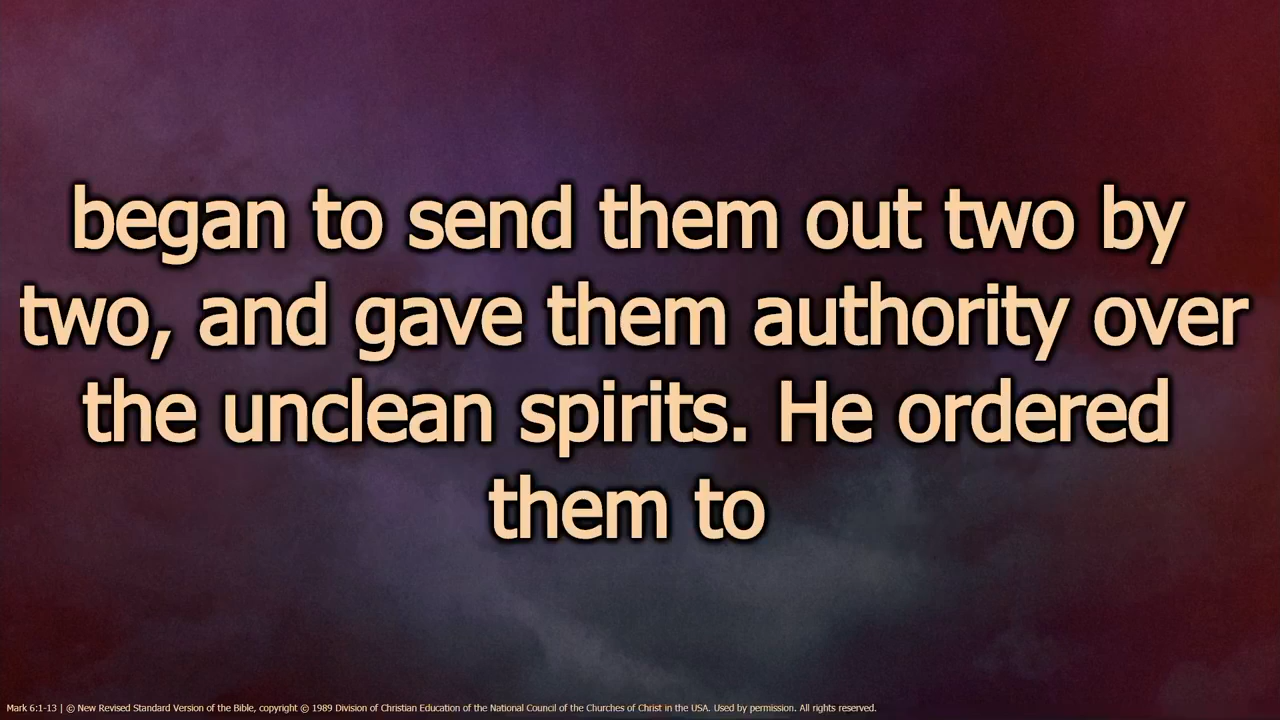 began to send them out two by
two, and gave them authority over
the unclean spirits. He ordered
them to
Mark 6:1-13 | © New Revised Standard Version of the Bible, copyright © 1989 Division of Christian Education of the National Council of the Churches of Christ in the USA. Used by permission. All rights reserved.